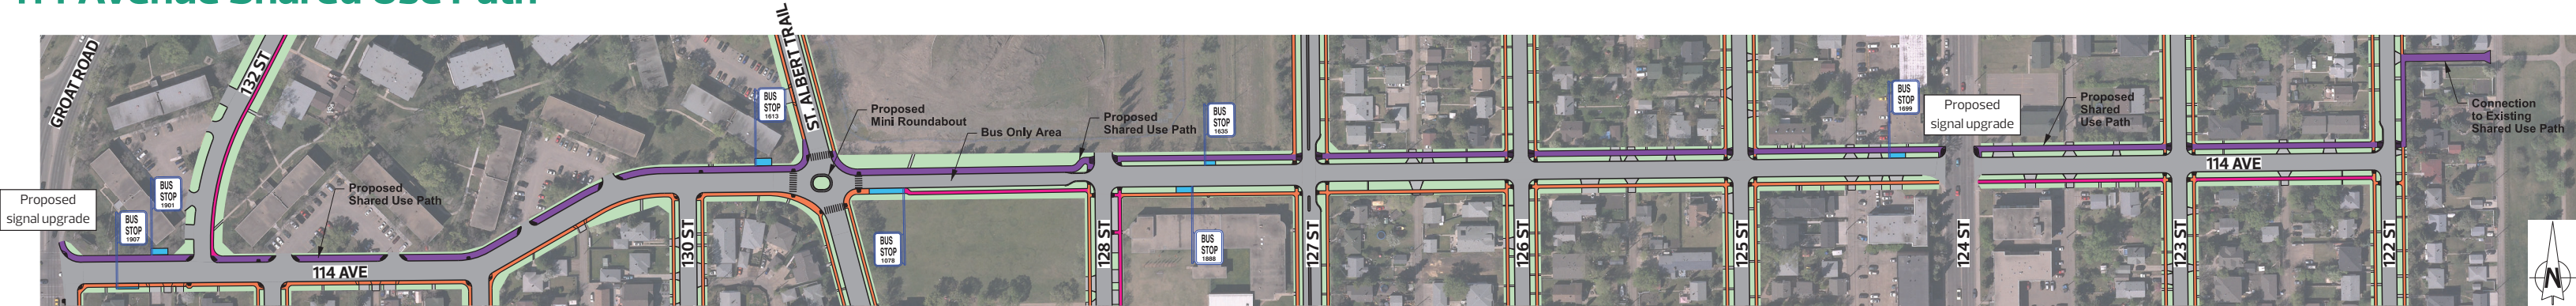 114 Avenue Shared Use Path
GROAT ROAD
132 ST
ST. ALBERT TRAIL
Proposed
signal upgrade
BUS
STOP
1907
BUS
STOP
1901
Proposed
Shared Use Path
114 AVE
BUS
STOP
1613
Proposed
Mini Roundabout
Bus Only Area
130 ST
BUS
STOP
1078
Proposed
Shared Use Path
128 ST
BUS
STOP
1635
BUS
STOP
1888
127 ST
126 ST
125 ST
BUS
STOP
1699
Proposed
signal upgrade
124 ST
Proposed
Shared
Use Path
123 ST
114 AVE
122 ST
Connection
to Existing
Shared Use Path
N